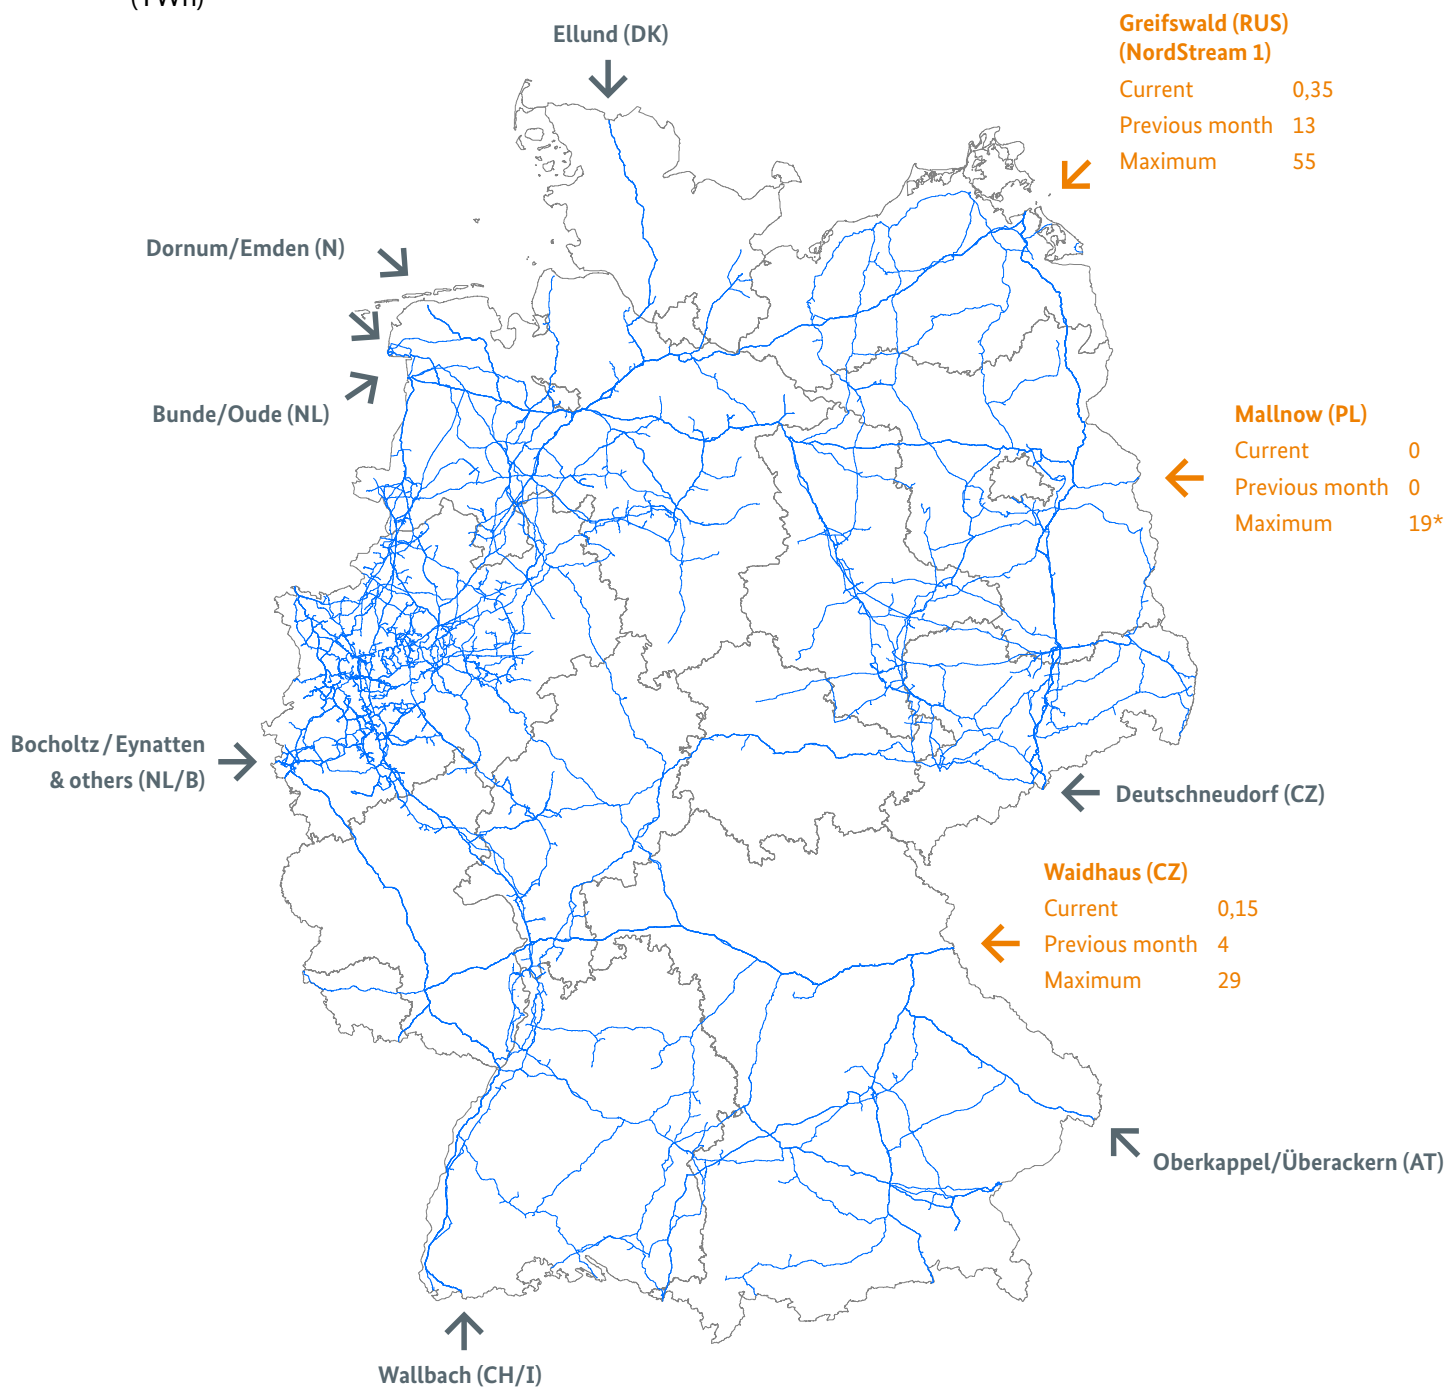 (TWh)
Ellund (DK)
Greifswald (RUS)
(NordStream 1)
Current 0,35
Previous month 13
Maximum 55
Dornum/Emden (N)
Bunde/Oude (NL)
Mallnow (PL)
Current 0
Previous month 0
Maximum 19*
Bocholtz / Eynatten
& others (NL/B)
Deutschneudorf (CZ)
Waidhaus (CZ)
Current 0,15
Previous month 4
Maximum 29
Oberkappel/Überackern (AT)
Wallbach (CH/I)